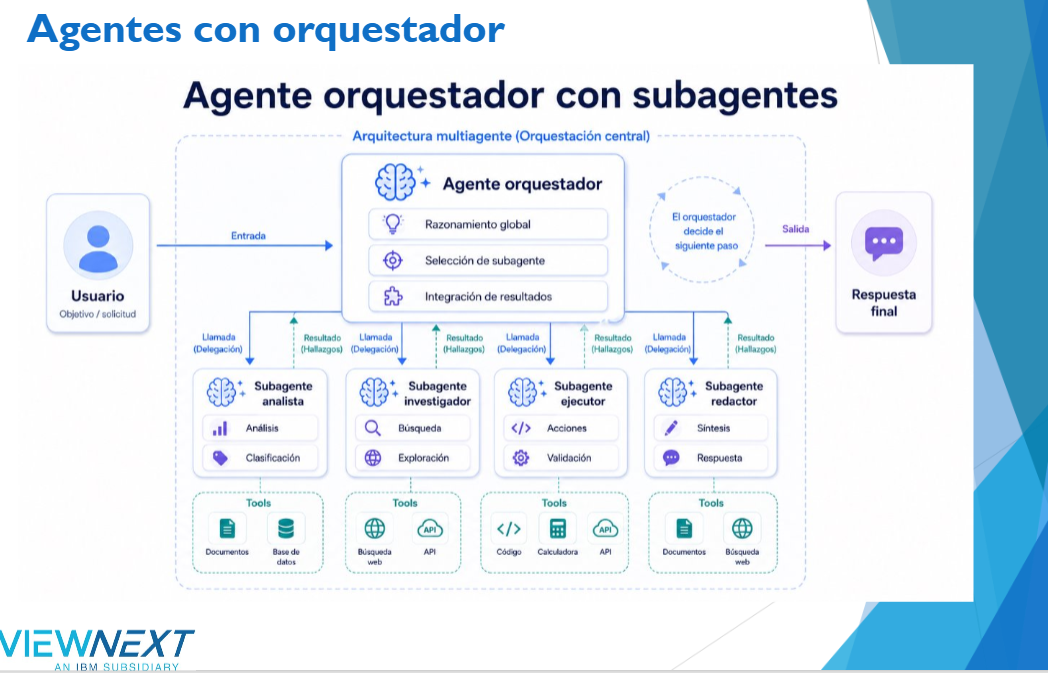 Agentes con orquestador
Agente orquestador con subagentes
Arquitectura multiagente (Orquestación central)
Usuario
Objetivo / solicitud
Entrada
Agente orquestador
Razonamiento global
Selección de subagente
Integración de resultados
El orquestador
decide el
siguiente paso
Salida
Respuesta
final
Llamada
(Delegación)
Resultado
(Hallazgos)
Llamada
(Delegación)
Resultado
(Hallazgos)
Llamada
(Delegación)
Resultado
(Hallazgos)
Llamada
(Delegación)
Resultado
(Hallazgos)
Subagente
analista
Análisis
Clasificación
Subagente
investigador
Búsqueda
Exploración
Subagente
ejecutor
</> Acciones
Validación
Subagente
redactor
Síntesis
Respuesta
Tools
Documentos
Base de
datos
Tools
Búsqueda
web
API
API
Tools
</>
Código
Calculadora
API
API
Tools
Documentos
Búsqueda
web
VIEWNEXT
AN IBM SUBSIDIARY